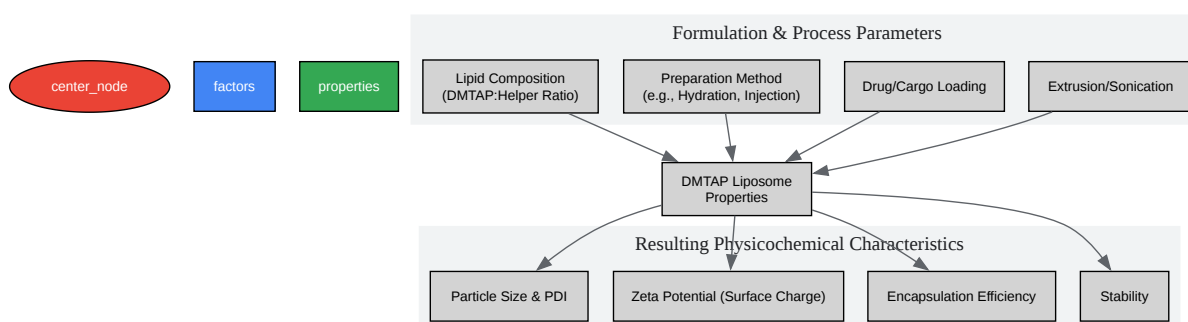 Formulation & Process Parameters
center_node
factors
properties
Lipid Composition
(DMTAP:Helper Ratio)
Preparation Method
(e.g., Hydration, Injection)
Drug/Cargo Loading
Extrusion/Sonication
DMTAP Liposome
Properties
Resulting Physicochemical Characteristics
Particle Size & PDI
Zeta Potential (Surface Charge)
Encapsulation Efficiency
Stability